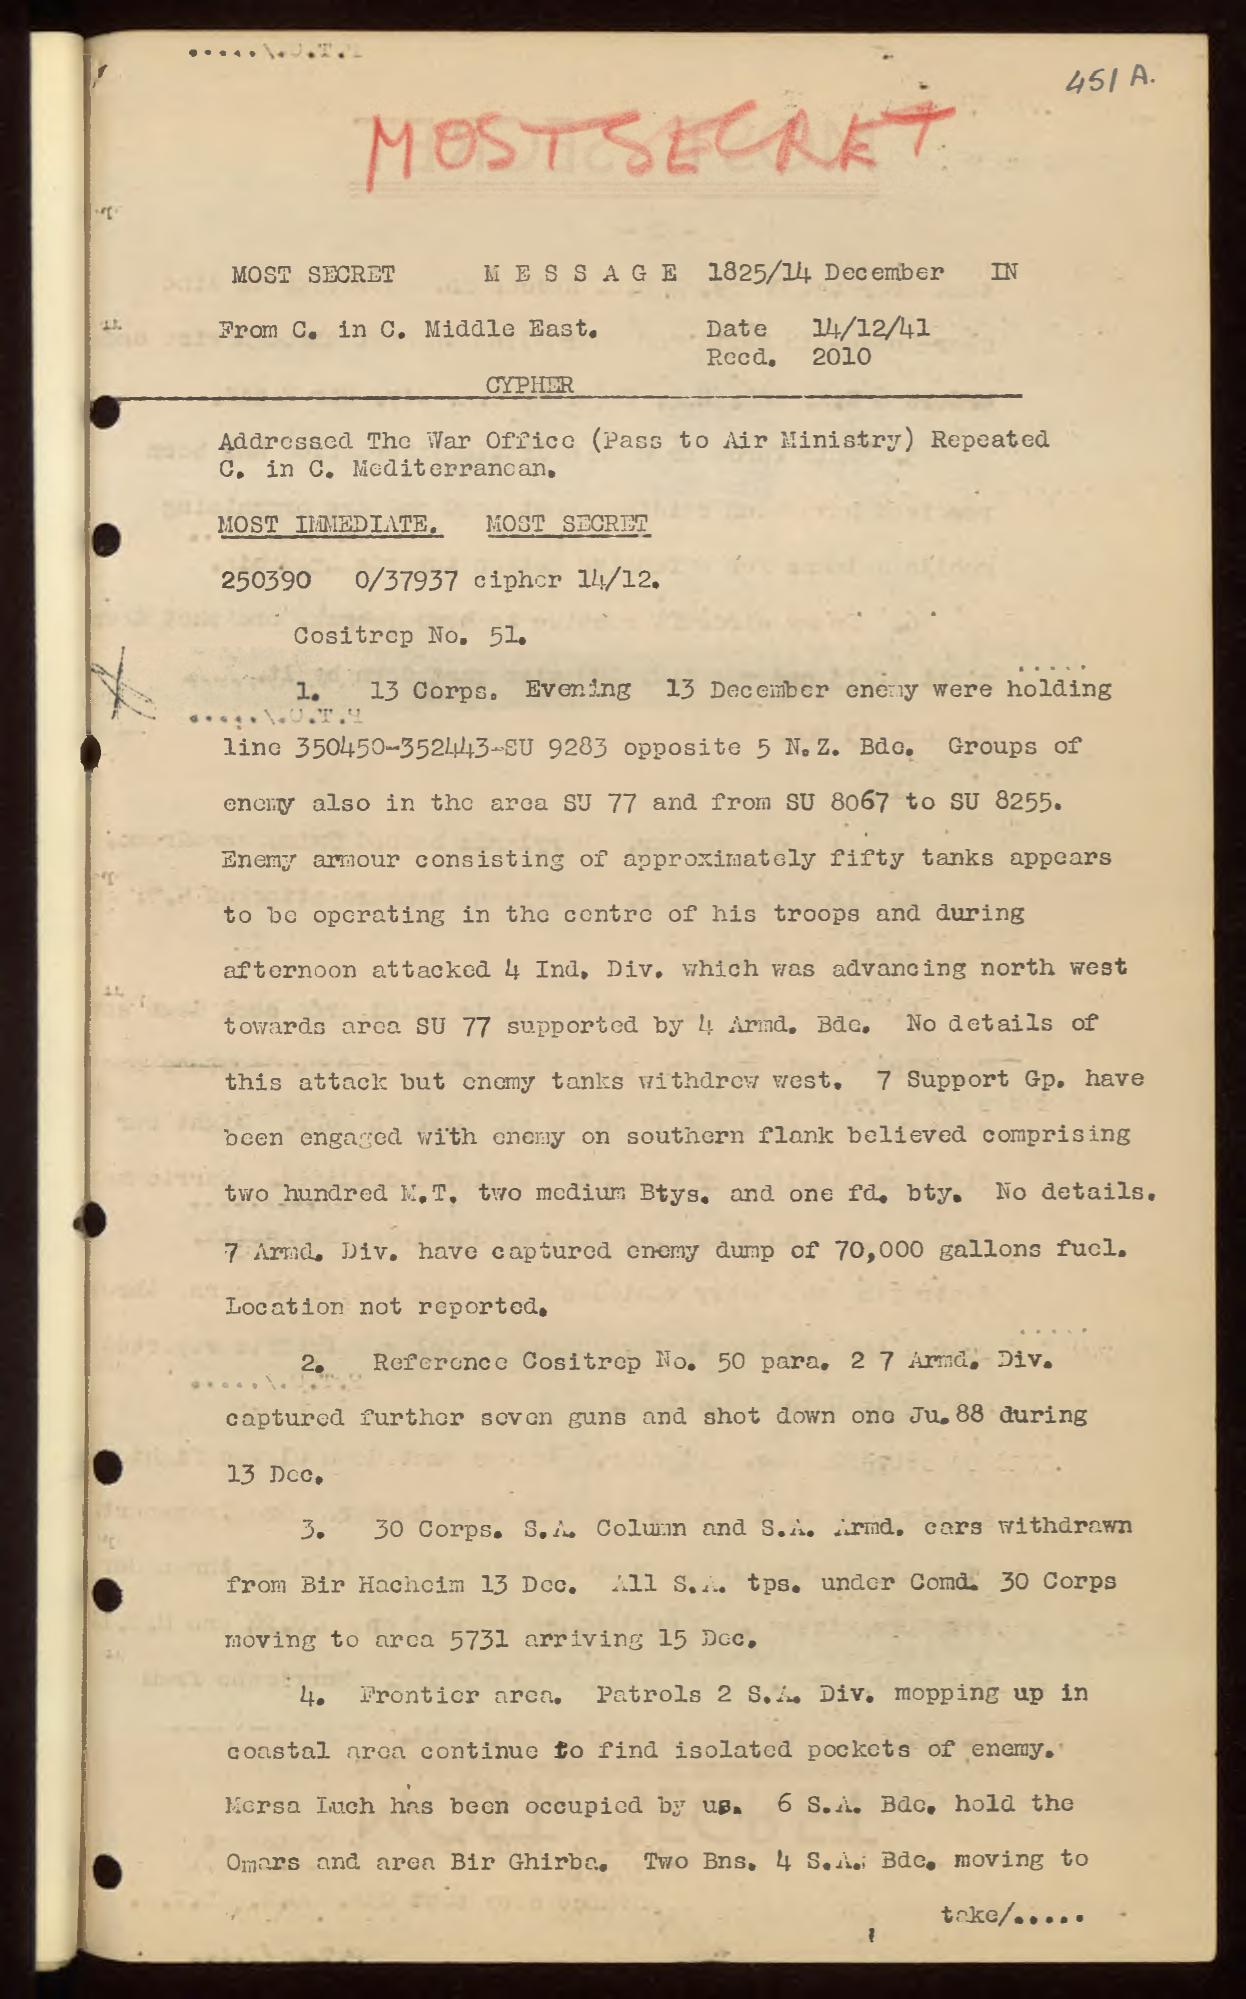 451 A.
MOST SECRET
MOST SECRET M E S S A G E 1825/14 December IN
From C. in C. Middle East. Date 14/12/41
Recd. 2010
CYPHER
Addressed The War Office (Pass to Air Ministry) Repeated
C. in C. Mediterranean.
MOST IMMEDIATE. MOST SECRET
250390 0/37937 cipher 14/12.
Cositrep No. 51.
1. 13 Corps. Evening 13 December enemy were holding
line 350450-352443-SU 9283 opposite 5 N.Z. Bde. Groups of
enemy also in the area SU 77 and from SU 8067 to SU 8255.
Enemy armour consisting of approximately fifty tanks appears
to be operating in the centre of his troops and during
afternoon attacked 4 Ind. Div. which was advancing north west
towards area SU 77 supported by 4 Armd. Bde. No details of
this attack but enemy tanks withdrew west. 7 Support Gp. have
been engaged with enemy on southern flank believed comprising
two hundred M.T. two medium Btys. and one fd. bty. No details.
7 Armd. Div. have captured enemy dump of 70,000 gallons fuel.
Location not reported.
2. Reference Cositrep No. 50 para. 2 7 Armd. Div.
captured further seven guns and shot down one Ju.88 during
13 Dec.
3. 30 Corps. S.A. Column and S.A. Armd. cars withdrawn
from Bir Hacheim 13 Dec. All S.A. tps. under Comd. 30 Corps
moving to area 5731 arriving 15 Dec.
4. Frontier area. Patrols 2 S.A. Div. mopping up in
coastal area continue to find isolated pockets of enemy.
Mersa Luch has been occupied by us. 6 S.A. Bde. hold the
Omars and area Bir Ghirba. Two Bns. 4 S.A. Bde. moving to
take/.....